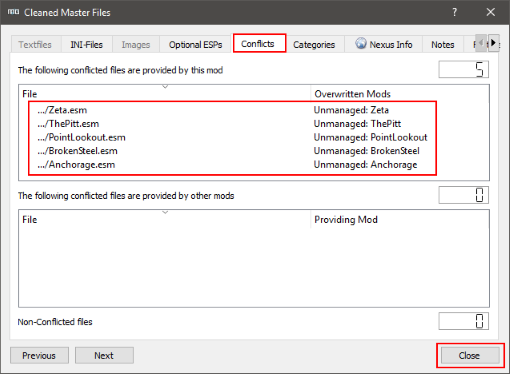 Cleaned Master Files
Textfiles INI-Files Images Optional ESPs Conflicts Categories Nexus Info Notes
The following conflicted files are provided by this mod 5
File Overwritten Mods
.../Zeta.esm Unmanaged: Zeta
.../ThePitt.esm Unmanaged: ThePitt
.../PointLookout.esm Unmanaged: PointLookout
.../BrokenSteel.esm Unmanaged: BrokenSteel
.../Anchorage.esm Unmanaged: Anchorage
The following conflicted files are provided by other mods 0
File Providing Mod
Non-Conflicted files 0
Previous Next Close